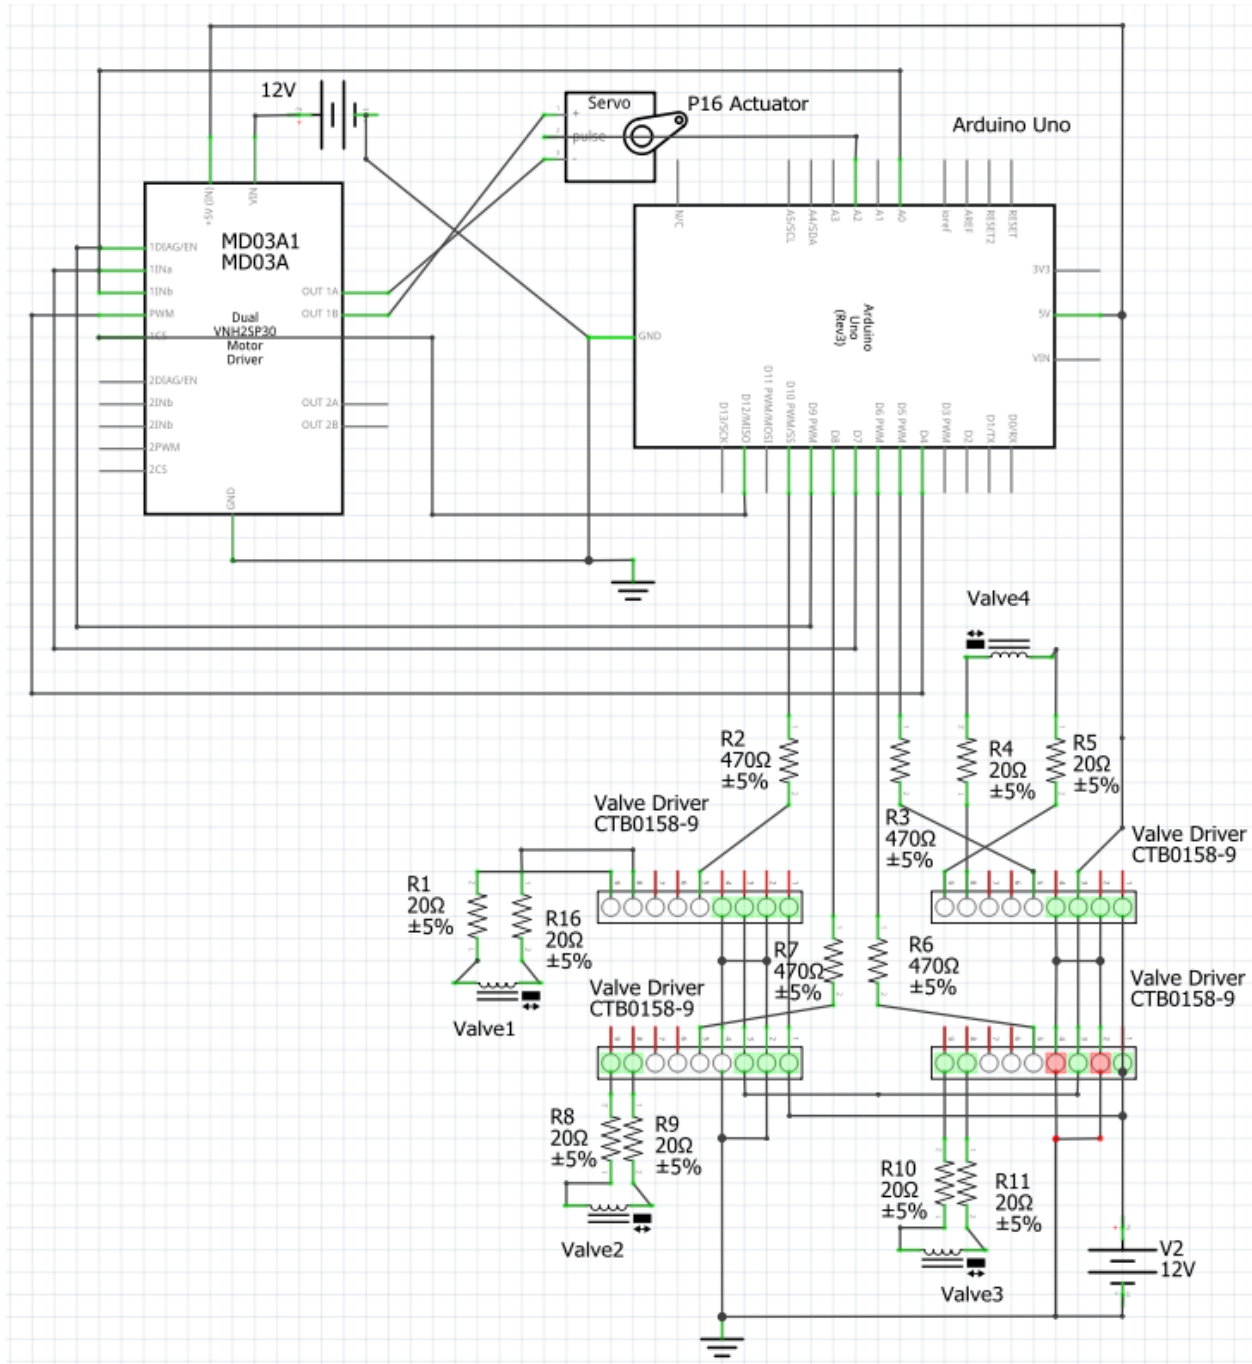 12V
Servo
+
pulse
-
P16 Actuator
Arduino Uno
+5V (IN)
VIN
MD03A1
MD03A
1DIAG/EN
1INa
1INb
PWM
1CS
2DIAG/EN
2INb
2INb
2PWM
2CS
OUT 1A
OUT 1B
OUT 2A
OUT 2B
Dual
VNH2SP30
Motor
Driver
GND
N/C
A5/SCL
A4/SDA
A3
A2
A1
A0
ioref
AREF
RESET2
RESET
3V3
5V
VIN
GND
Arduino
Uno
(Rev3)
D13/SCK
D12/MISO
D11 PWM/MOSI
D10 PWM/SS
D9 PWM
D8
D7
D6 PWM
D5 PWM
D4
D3 PWM
D2
D1/TX
D0/RX
Valve4
R2
470Ω
±5%
R4
20Ω
±5%
R5
20Ω
±5%
R3
470Ω
±5%
Valve Driver
CTB0158-9
Valve Driver
CTB0158-9
R1
20Ω
±5%
R16
20Ω
±5%
R7
470Ω
±5%
R6
470Ω
±5%
Valve1
Valve Driver
CTB0158-9
Valve Driver
CTB0158-9
R8
20Ω
±5%
R9
20Ω
±5%
Valve2
R10
20Ω
±5%
R11
20Ω
±5%
Valve3
V2
12V